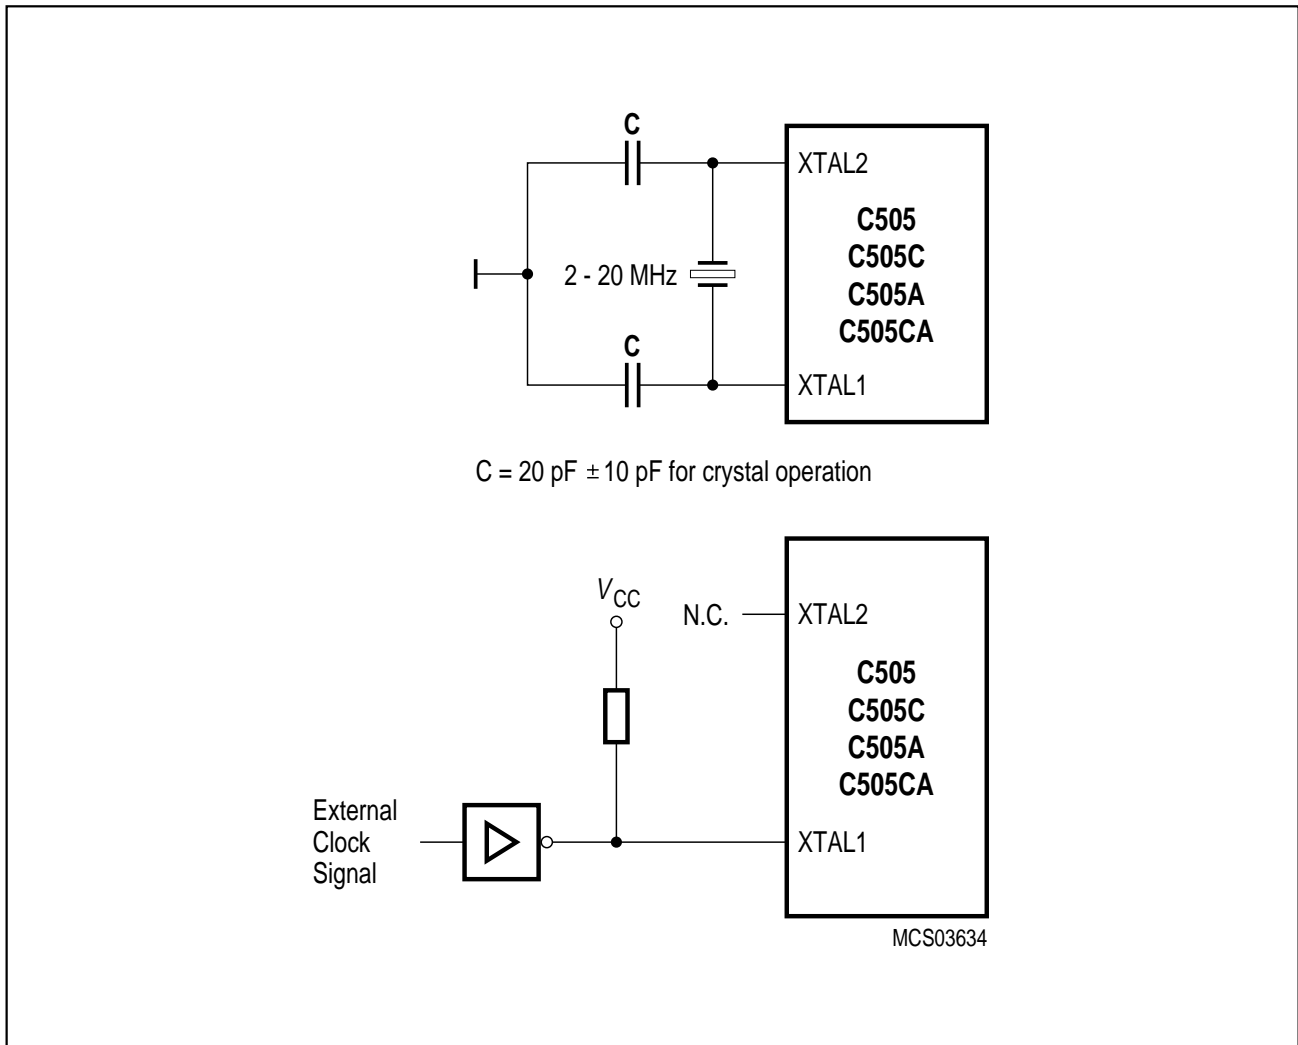 C
XTAL2
C505
C505C
2 - 20 MHz
C505A
C505CA
C
XTAL1
C = 20 pF ± 10 pF for crystal operation
VCC
N.C.
XTAL2
C505
C505C
C505A
C505CA
External
Clock
Signal
XTAL1
MCS03634